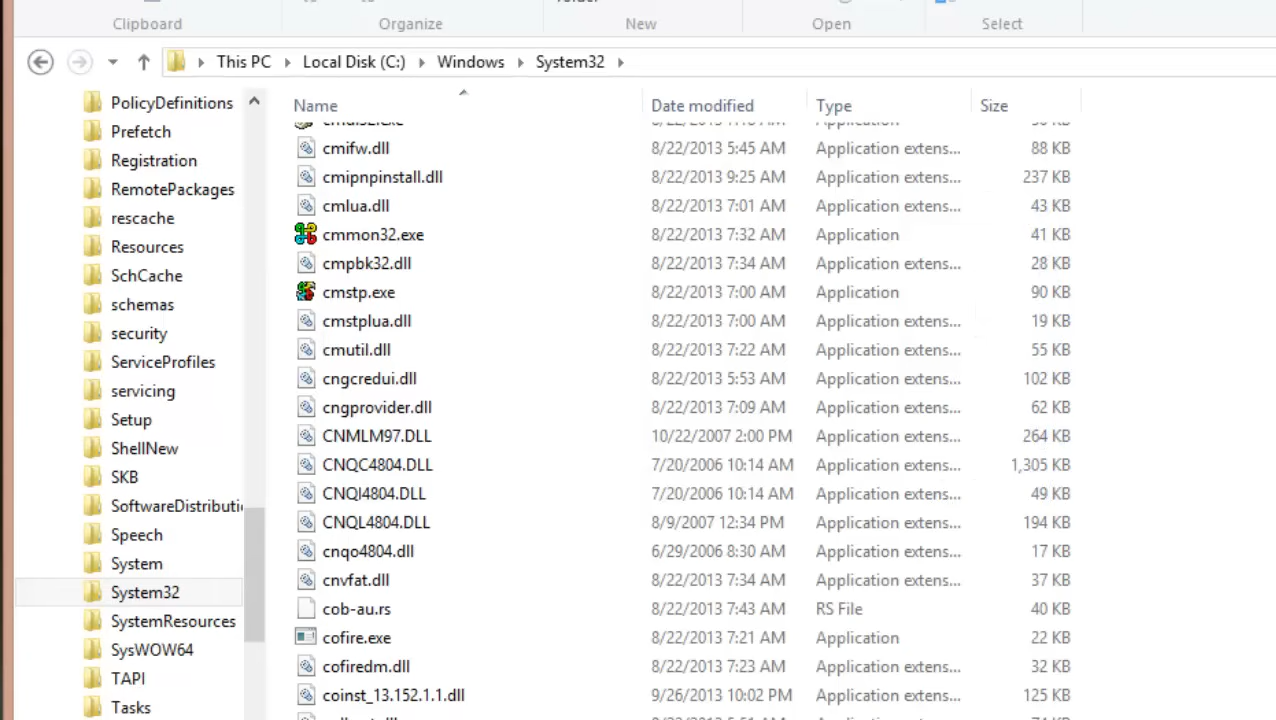 Clipboard Organize New Open Select
This PC Local Disk (C:) Windows System32
Name Date modified Type Size
PolicyDefinitions
Prefetch
Registration
RemotePackages
rescache
Resources
SchCache
schemas
security
ServiceProfiles
servicing
Setup
ShellNew
SKB
SoftwareDistributi
Speech
System
System32
SystemResources
SysWOW64
TAPI
Tasks
cmifw.dll 8/22/2013 5:45 AM Application extens... 88 KB
cmipnpinstall.dll 8/22/2013 9:25 AM Application extens... 237 KB
cmlua.dll 8/22/2013 7:01 AM Application extens... 43 KB
cmmon32.exe 8/22/2013 7:32 AM Application 41 KB
cmpbk32.dll 8/22/2013 7:34 AM Application extens... 28 KB
cmstp.exe 8/22/2013 7:00 AM Application 90 KB
cmstplua.dll 8/22/2013 7:00 AM Application extens... 19 KB
cmutil.dll 8/22/2013 7:22 AM Application extens... 55 KB
cngcredui.dll 8/22/2013 5:53 AM Application extens... 102 KB
cngprovider.dll 8/22/2013 7:09 AM Application extens... 62 KB
CNMLM97.DLL 10/22/2007 2:00 PM Application extens... 264 KB
CNQC4804.DLL 7/20/2006 10:14 AM Application extens... 1,305 KB
CNQI4804.DLL 7/20/2006 10:14 AM Application extens... 49 KB
CNQL4804.DLL 8/9/2007 12:34 PM Application extens... 194 KB
cnqo4804.dll 6/29/2006 8:30 AM Application extens... 17 KB
cnvfat.dll 8/22/2013 7:34 AM Application extens... 37 KB
cob-au.rs 8/22/2013 7:43 AM RS File 40 KB
cofire.exe 8/22/2013 7:21 AM Application 22 KB
cofiredm.dll 8/22/2013 7:23 AM Application extens... 32 KB
coinst_13.152.1.1.dll 9/26/2013 10:02 PM Application extens... 125 KB